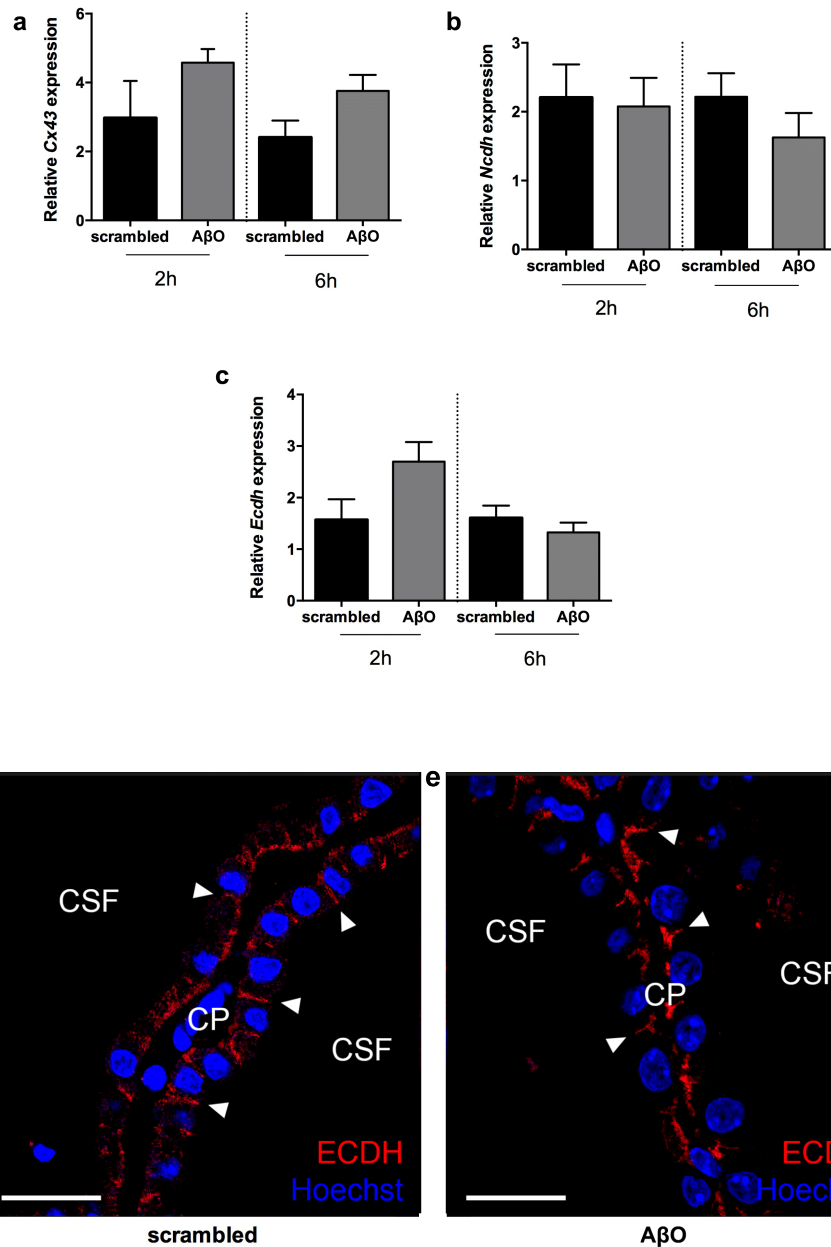 a
Relative Cx43 expression
6
4
2
0
scrambled AβO scrambled AβO
2h 6h
b
Relative Ncdh expression
3
2
1
0
scrambled AβO scrambled AβO
2h 6h
c
Relative Ecdh expression
4
3
2
1
0
scrambled AβO scrambled AβO
2h 6h
CSF
CP
CSF
ECDH
Hoechst
scrambled
e
CSF
CSF
CP
ECD
Hoechs
AβO